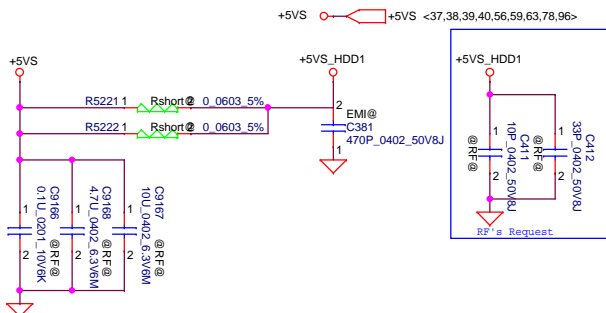 +5VS
+5VS <37,38,39,40,56,59,63,78,96>
+5VS
+5VS_HDD1
+5VS_HDD1
R5221 1 Rshort@ 2 0_0603_5%
R5222 1 Rshort@ 2 0_0603_5%
2
EMI@
C381
470P_0402_50V8J
1
1
@RF@
2
C411
10P_0402_50V8J
1
@RF@
2
C412
33P_0402_50V8J
RF's Request
1
2
C9166
0.1U_0201_10V6K
1
2
@RF@
C9168
4.7U_0402_6.3V6M
1
2
@RF@
C9167
10U_0402_6.3V6M